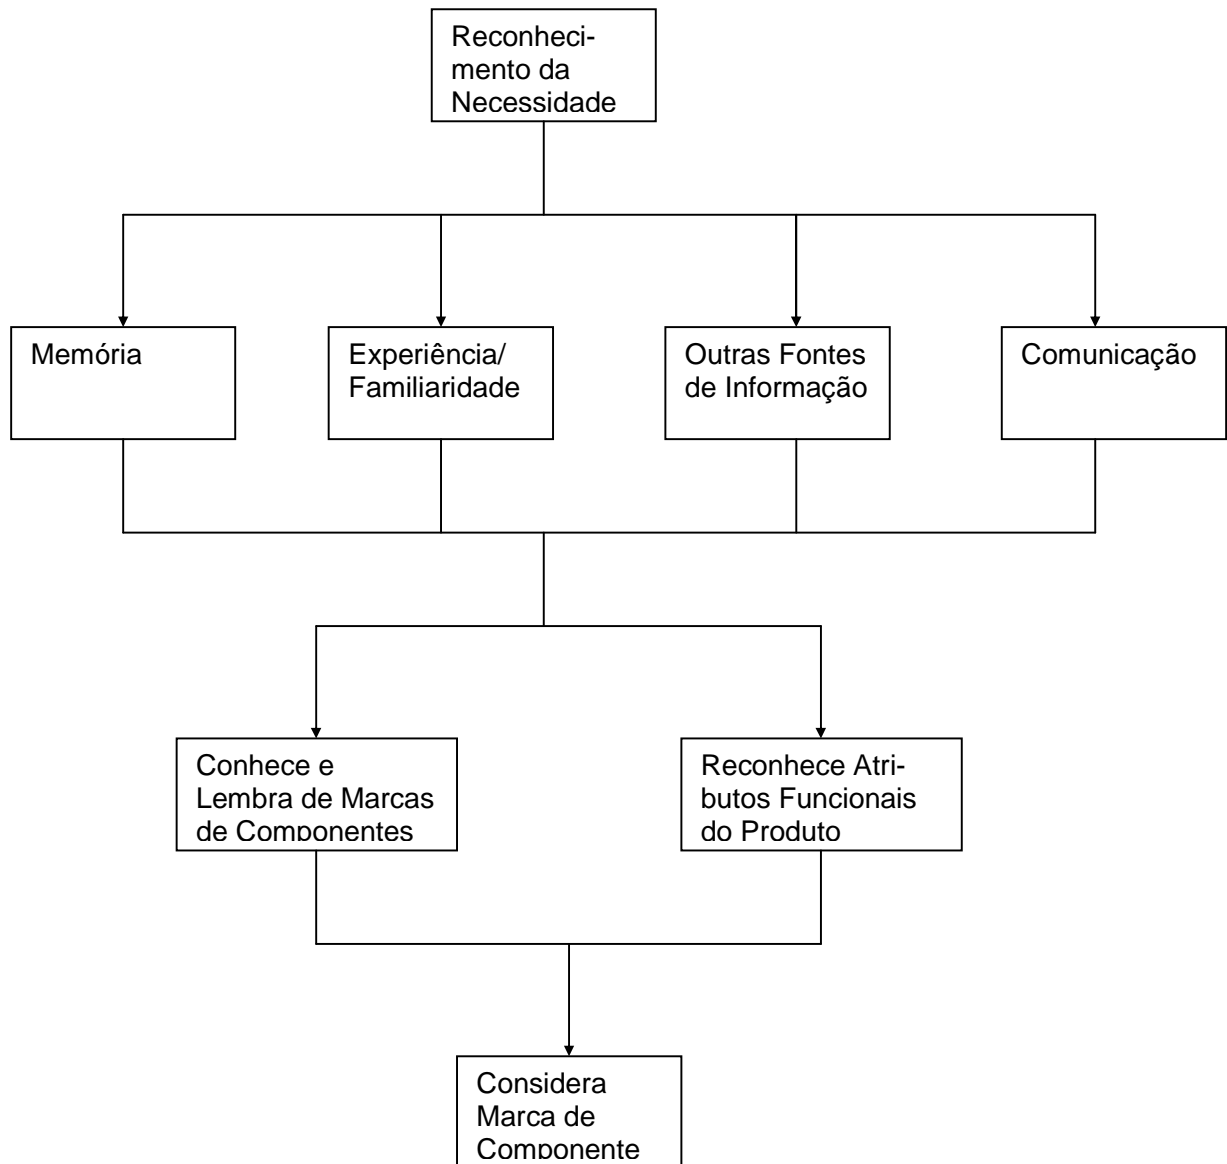 Reconheci-
mento da
Necessidade
Memória
Experiência/
Familiaridade
Outras Fontes
de Informação
Comunicação
Conhece e
Lembra de Marcas
de Componentes
Reconhece Atri-
butos Funcionais
do Produto
Considera
Marca de
Componente